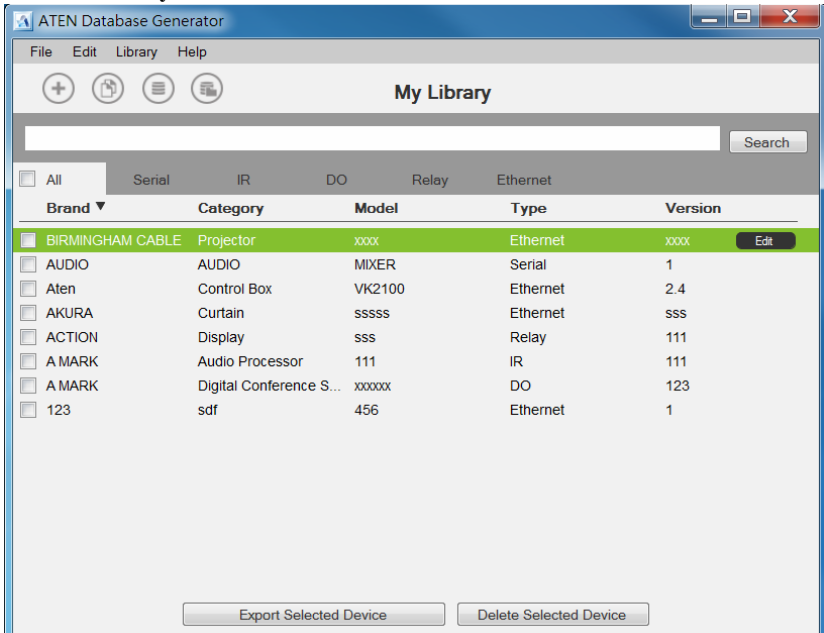 ATEN Database Generator
File Edit Library Help
My Library
Search
All Serial IR DO Relay Ethernet
Brand ▼ Category Model Type Version
BIRMINGHAM CABLE Projector xxxx Ethernet xxxx Edit
AUDIO AUDIO MIXER Serial 1
Aten Control Box VK2100 Ethernet 2.4
AKURA Curtain sssss Ethernet sss
ACTION Display sss Relay 111
A MARK Audio Processor 111 IR 111
A MARK Digital Conference S... xxxxxx DO 123
123 sdf 456 Ethernet 1
Export Selected Device Delete Selected Device